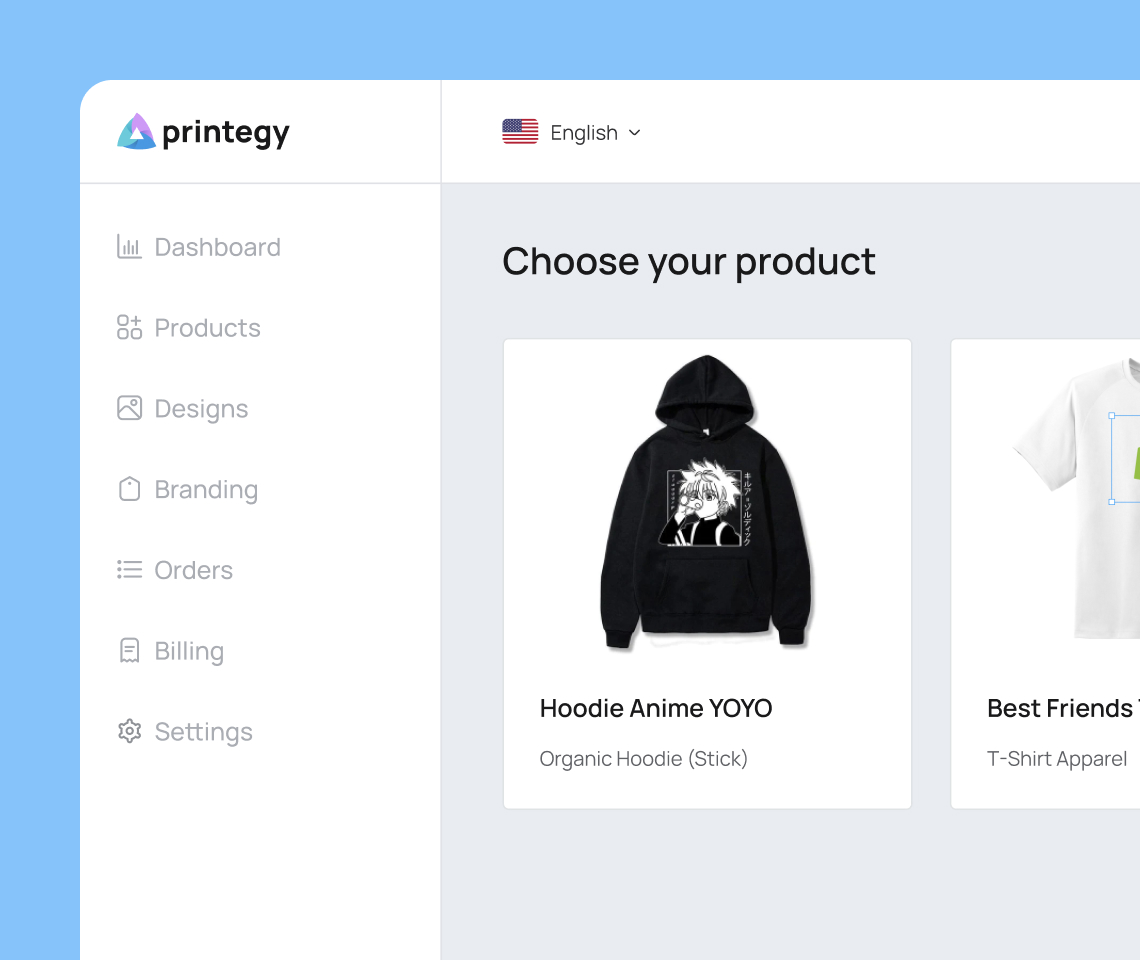 printegy
English
Dashboard
Products
Designs
Branding
Orders
Billing
Settings
Choose your product
キルア=ゾルディック
Hoodie Anime YOYO
Organic Hoodie (Stick)
Best Friends
T-Shirt Apparel